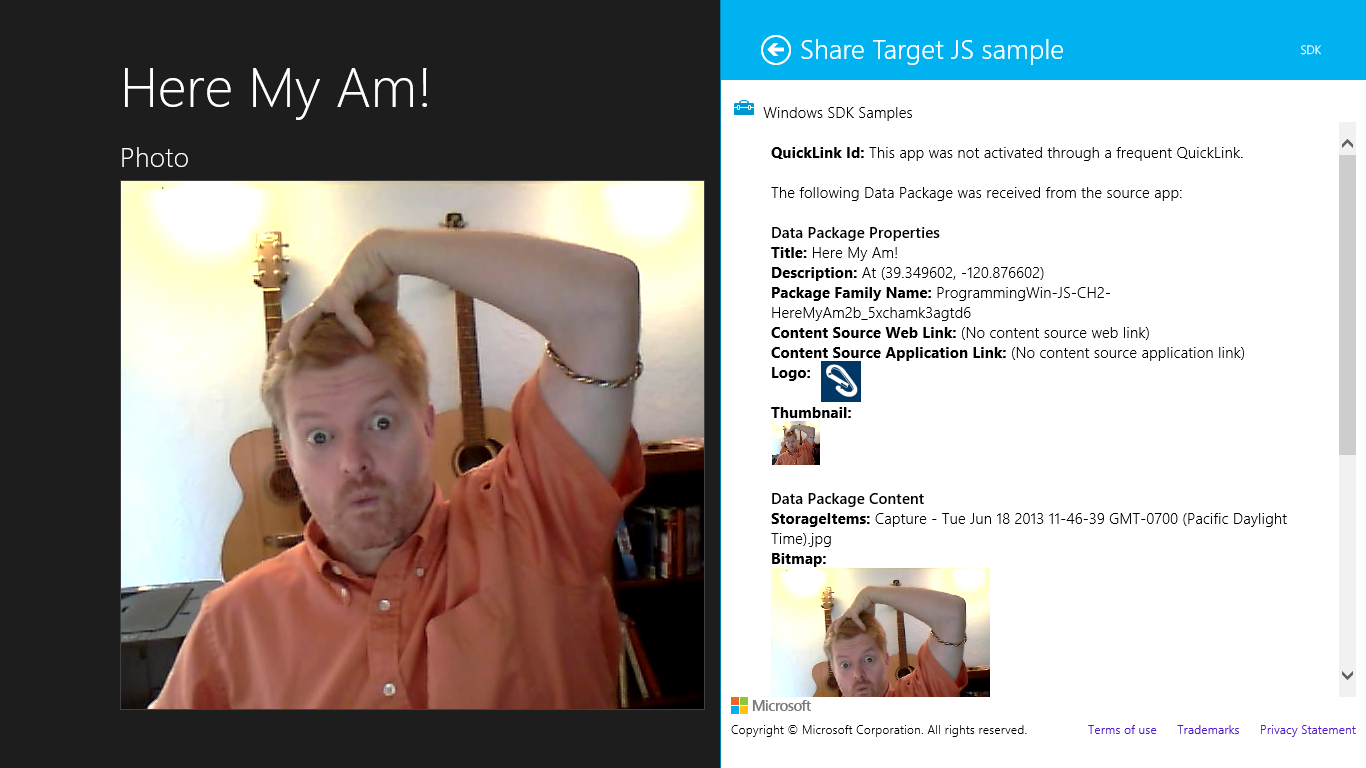 Here My Am!
Photo
Share Target JS sample
SDK
Windows SDK Samples
QuickLink Id: This app was not activated through a frequent QuickLink.
The following Data Package was received from the source app:
Data Package Properties
Title: Here My Am!
Description: At (39.349602, -120.876602)
Package Family Name: ProgrammingWin-JS-CH2-
HereMyAm2b_5xchamk3agtd6
Content Source Web Link: (No content source web link)
Content Source Application Link: (No content source application link)
Logo:
Thumbnail:
Data Package Content
StorageItems: Capture - Tue Jun 18 2013 11-46-39 GMT-0700 (Pacific Daylight
Time).jpg
Bitmap:
Microsoft
Copyright © Microsoft Corporation. All rights reserved.
Terms of use
Trademarks
Privacy Statement